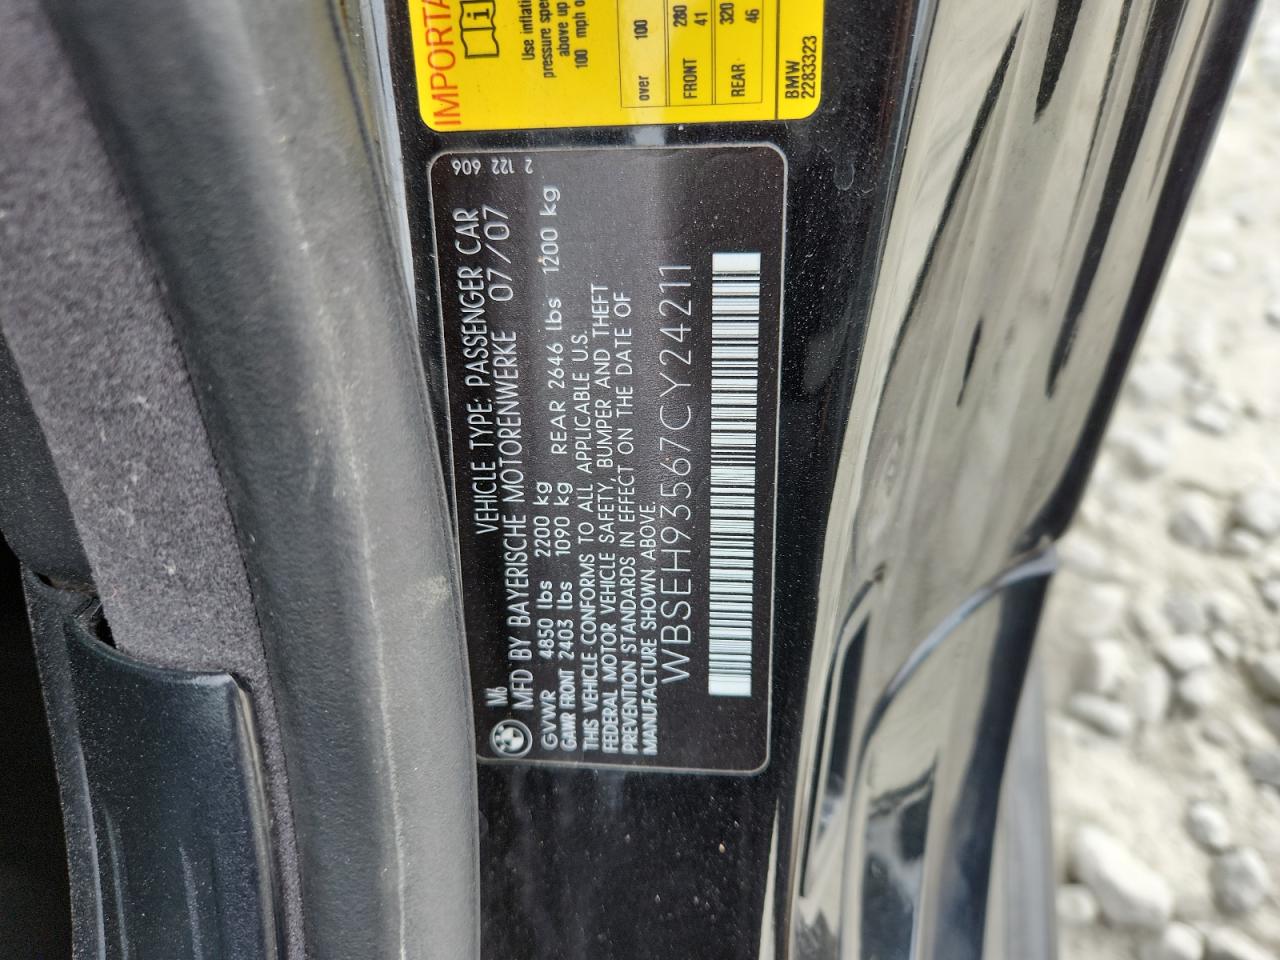 IMPORTA
i
Use inflati
pressure spe
above up
100 mph o
over 100
FRONT 280
41
REAR 320
46
BMW
2283323
2 122 606
M6 VEHICLE TYPE: PASSENGER CAR
MFD BY BAYERISCHE MOTORENWERKE 07/07
GVWR 4850 lbs 2200 kg
GAWR FRONT 2403 lbs 1090 kg REAR 2646 lbs 1200 kg
THIS VEHICLE CONFORMS TO ALL APPLICABLE U.S.
FEDERAL MOTOR VEHICLE SAFETY, BUMPER AND THEFT
PREVENTION STANDARDS IN EFFECT ON THE DATE OF
MANUFACTURE SHOWN ABOVE.
WBSEH93567CY24211